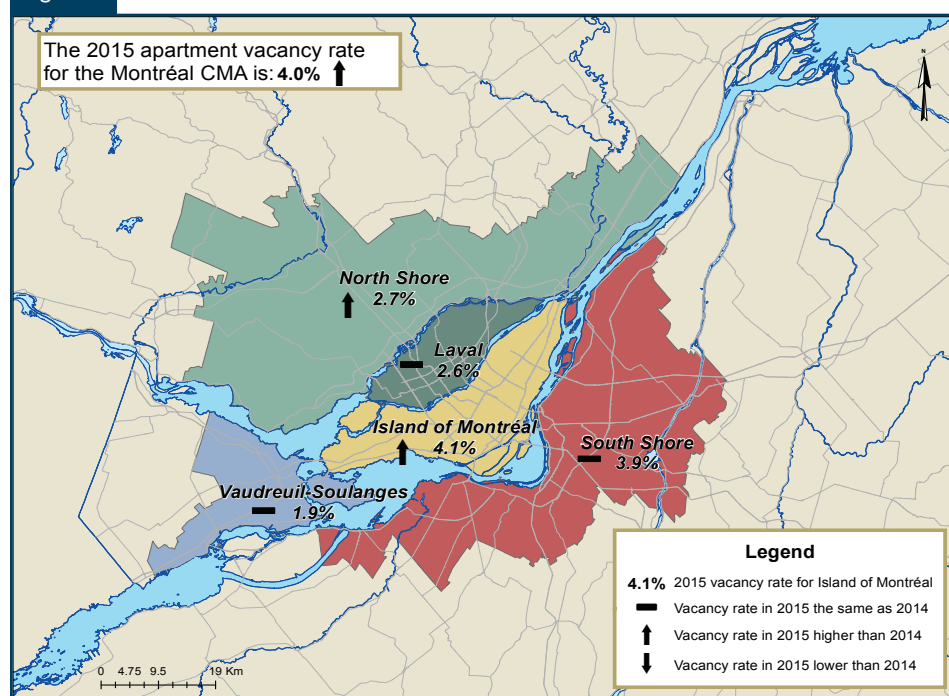 The 2015 apartment vacancy rate
for the Montréal CMA is: 4.0%
N
North Shore
2.7%
Laval
2.6%
Island of Montréal
4.1%
South Shore
3.9%
Vaudreuil-Soulanges
1.9%
Legend
4.1% 2015 vacancy rate for Island of Montréal
Vacancy rate in 2015 the same as 2014
Vacancy rate in 2015 higher than 2014
Vacancy rate in 2015 lower than 2014
0 4.75 9.5 19 Km